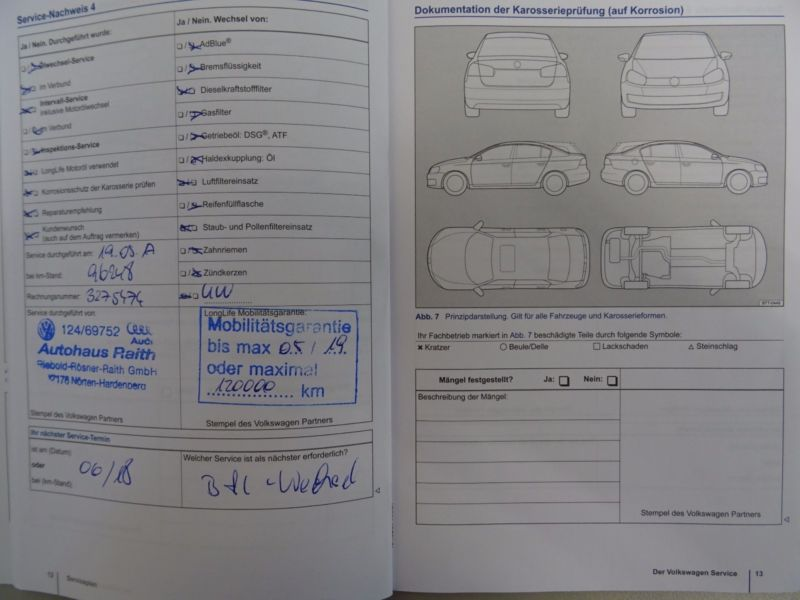 Service-Nachweis 4
Ja / Nein. Durchgeführt wurde:
Ölwechsel-Service
im Verbund
Intervall-Service
inklusive Motorölwechsel
im Verbund
Inspektions-Service
LongLife Motoröl verwendet
Korrosionsschutz der Karosserie prüfen
Reparaturempfehlung
Kundenwunsch
(auch auf dem Auftrag vermerken)
Service durchgeführt am:
bei km-Stand: 96248
Rechnungsnummer: 3275474
Service durchgeführt von:
124/69752
Audi
Autohaus Raith
Riebold-Rösner-Raith GmbH
37176 Nörten-Hardenberg
Stempel des Volkswagen Partners
Ja / Nein. Wechsel von:
AdBlue®
Bremsflüssigkeit
Dieselkraftstofffilter
Gasfilter
Getriebeöl: DSG®, ATF
Haldexkupplung: Öl
Luftfiltereinsatz
Reifenfüllflasche
Staub- und Pollenfiltereinsatz
Zahnriemen
Zündkerzen
LongLife Mobilitätsgarantie:
Mobilitätsgarantie
bis max 05 / 19
oder maximal
120000 km
Stempel des Volkswagen Partners
Ihr nächster Service-Termin
ist am (Datum)
oder 06/18
bei (km-Stand):
Welcher Service ist als nächster erforderlich?
12 Serviceplan
Dokumentation der Karosserieprüfung (auf Korrosion)
Abb. 7 Prinzipdarstellung. Gilt für alle Fahrzeuge und Karosserieformen.
Ihr Fachbetrieb markiert in Abb. 7 beschädigte Teile durch folgende Symbole:
Kratzer Beule/Delle Lackschaden Steinschlag
Mängel festgestellt? Ja: Nein:
Beschreibung der Mängel:
Stempel des Volkswagen Partners
Der Volkswagen Service 13